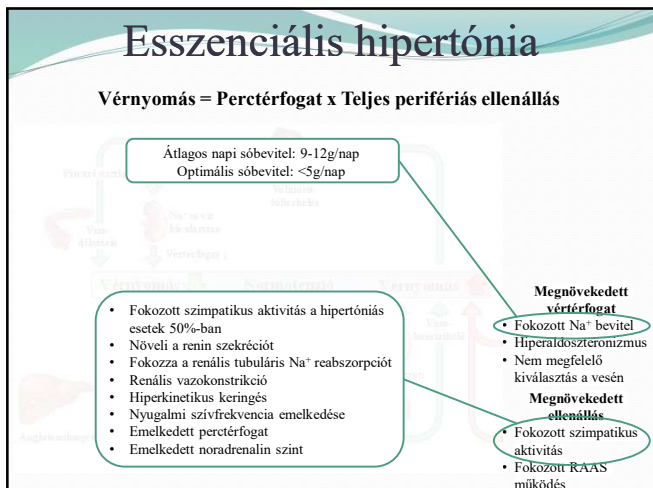 Esszenciális hipertónia
Vérnyomás = Perctérfogat x Teljes perifériás ellenállás
Átlagos napi sóbevitel: 9-12g/nap
Optimális sóbevitel: <5g/nap
• Fokozott szimpatikus aktivitás a hipertóniás
esetek 50%-ban
• Növeli a renin szekréciót
• Fokozza a renális tubuláris Na⁺ reabszorpciót
• Renális vazokonstrikció
• Hiperkinetikus keringés
• Nyugalmi szívfrekvencia emelkedése
• Emelkedett perctérfogat
• Emelkedett noradrenalin szint
Megnövekedett
vértérfogat
• Fokozott Na⁺ bevitel
• Hiperaldoszteronizmus
• Nem megfelelő
kiválasztás a vesén
Megnövekedett
ellenállás
• Fokozott szimpatikus
aktivitás
• Fokozott RAAS
működés
Vérnyomás
Normotenzió
Vérnyomás